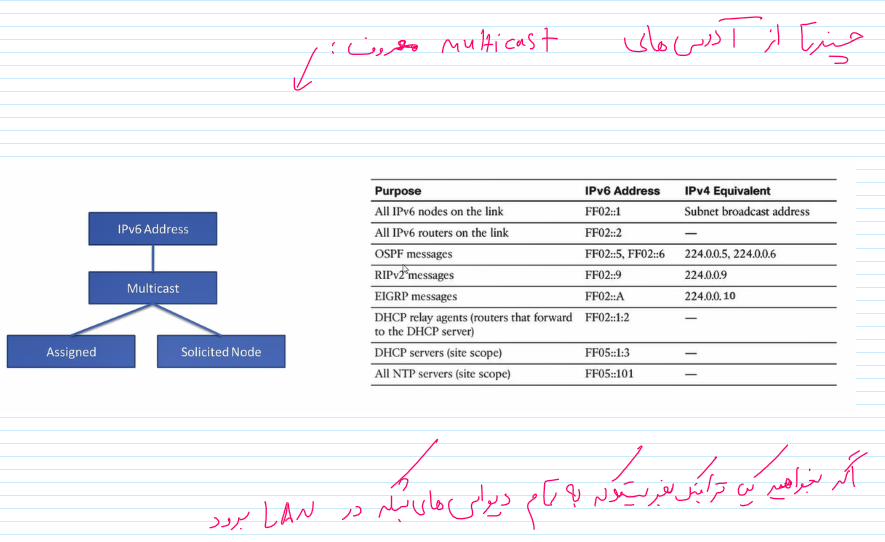 چندتا از آدرس‌های multicast معروف :
IPv6 Address
Multicast
Assigned
Solicited Node
Purpose IPv6 Address IPv4 Equivalent
All IPv6 nodes on the link FF02::1 Subnet broadcast address
All IPv6 routers on the link FF02::2 —
OSPF messages FF02::5, FF02::6 224.0.0.5, 224.0.0.6
RIPv2 messages FF02::9 224.0.0.9
EIGRP messages FF02::A 224.0.0.10
DHCP relay agents (routers that forward FF02::1:2 —
to the DHCP server)
DHCP servers (site scope) FF05::1:3 —
All NTP servers (site scope) FF05::101 —
اگر بخواهیم یک ترافیک بفرستیم که به تمام دیوایس‌های شبکه در LAN برود